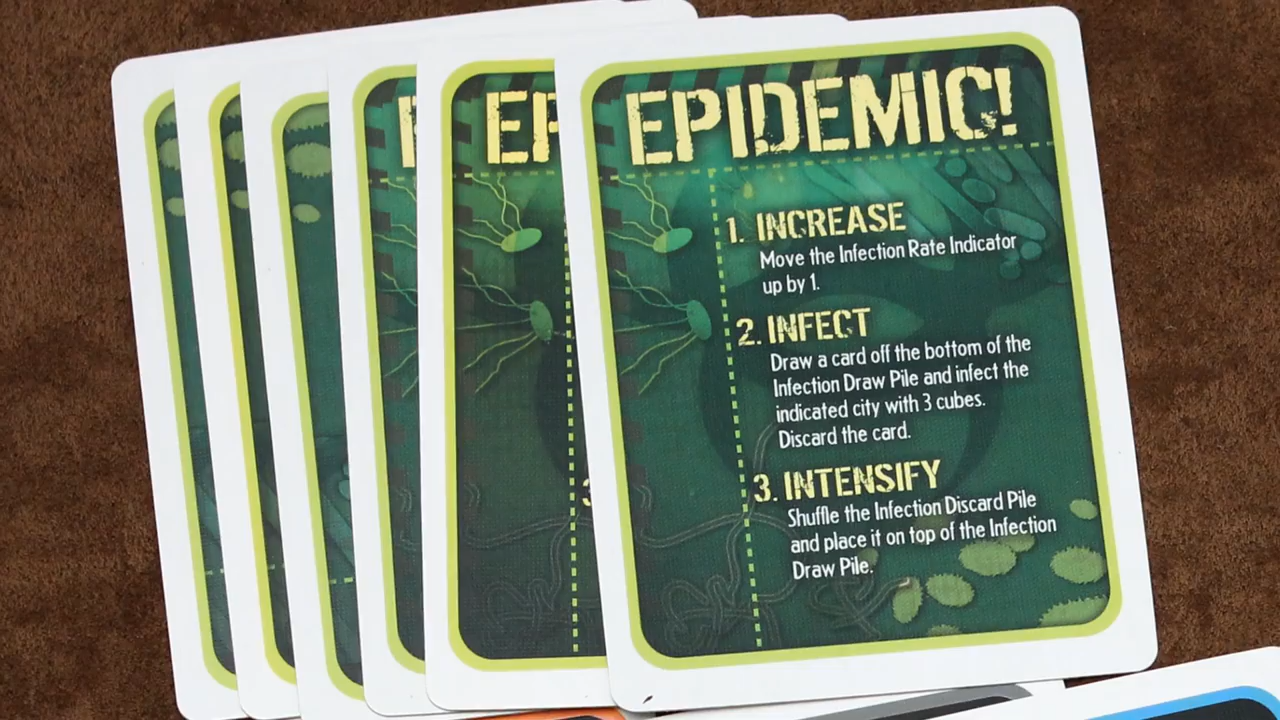 EPIDEMIC!
1. INCREASE
Move the Infection Rate Indicator
up by 1.
2. INFECT
Draw a card off the bottom of the
Infection Draw Pile and infect the
indicated city with 3 cubes.
Discard the card.
3. INTENSIFY
Shuffle the Infection Discard Pile
and place it on top of the Infection
Draw Pile.
EP
3